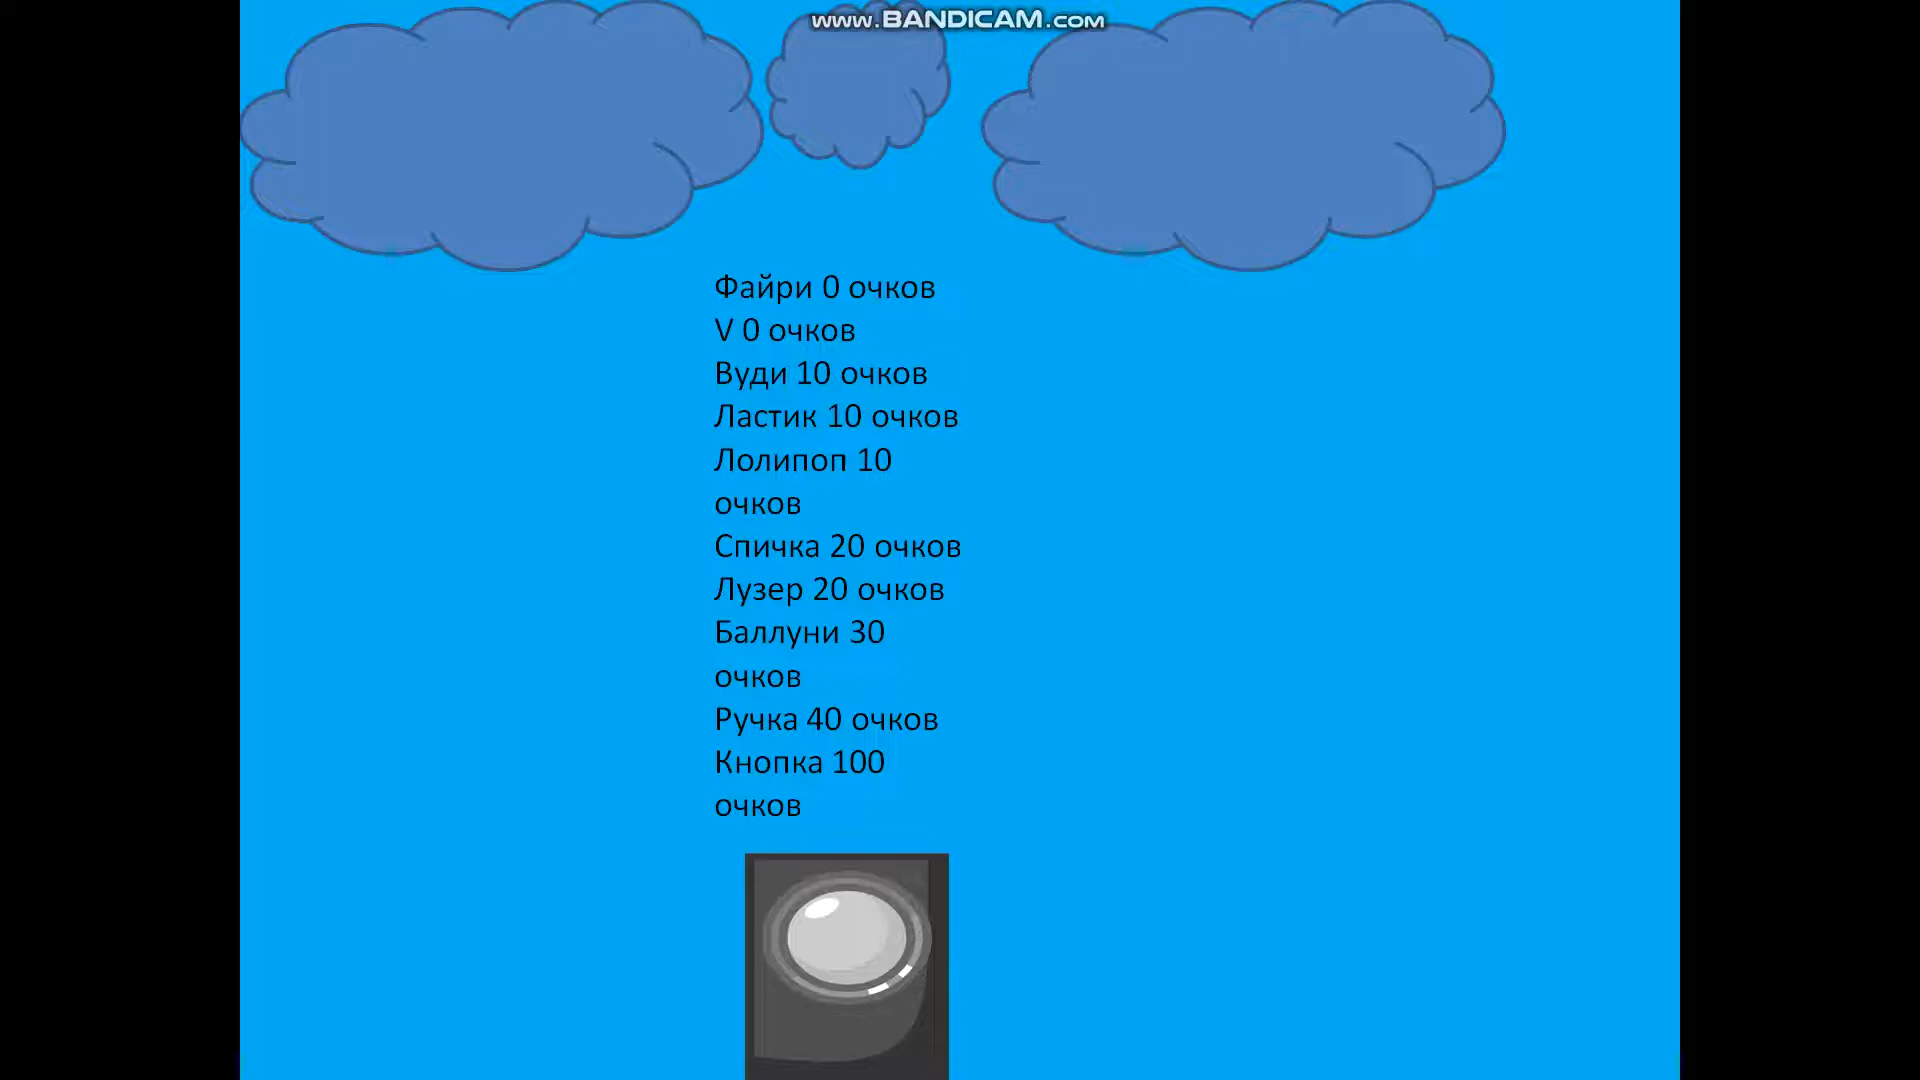 www.BANDICAM.com
Файри 0 очков
V 0 очков
Вуди 10 очков
Ластик 10 очков
Лолипоп 10
очков
Спичка 20 очков
Лузер 20 очков
Баллуни 30
очков
Ручка 40 очков
Кнопка 100
очков